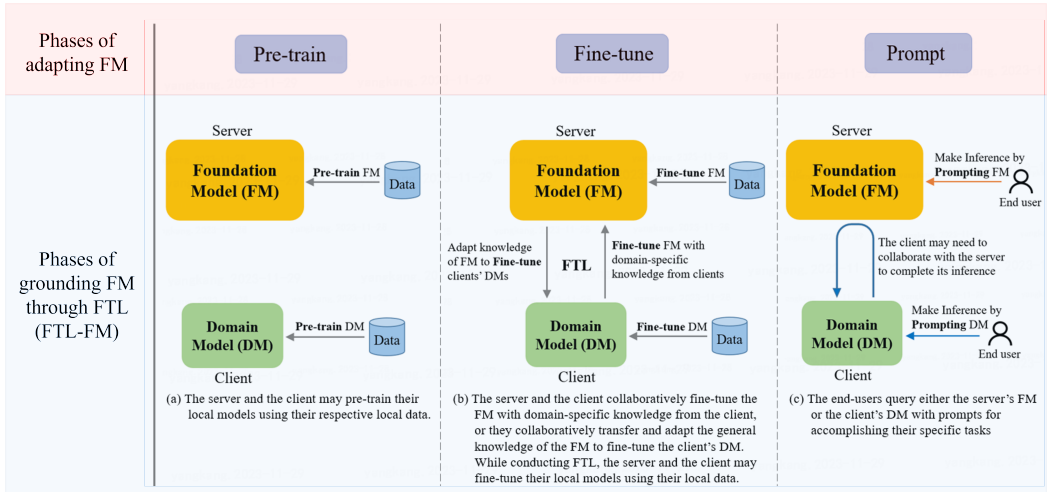 Phases of
adapting FM
Pre-train
Fine-tune
Prompt
Phases of
grounding FM
through FTL
(FTL-FM)
Server
Foundation
Model (FM)
Pre-train FM
Data
Domain
Model (DM)
Pre-train DM
Data
Client
(a) The server and the client may pre-train their
local models using their respective local data.
Server
Foundation
Model (FM)
Fine-tune FM
Data
Adapt knowledge
of FM to Fine-tune
clients' DMs
FTL
Fine-tune FM with
domain-specific
knowledge from clients
Domain
Model (DM)
Fine-tune DM
Data
Client
(b) The server and the client collaboratively fine-tune the
FM with domain-specific knowledge from the client,
or they collaboratively transfer and adapt the general
knowledge of the FM to fine-tune the client's DM.
While conducting FTL, the server and the client may
fine-tune their local models using their local data.
Server
Foundation
Model (FM)
Make Inference by
Prompting FM
End user
The client may need to
collaborate with the server
to complete its inference
Domain
Model (DM)
Make Inference by
Prompting DM
End user
Client
(c) The end-users query either the server's FM
or the client's DM with prompts for
accomplishing their specific tasks